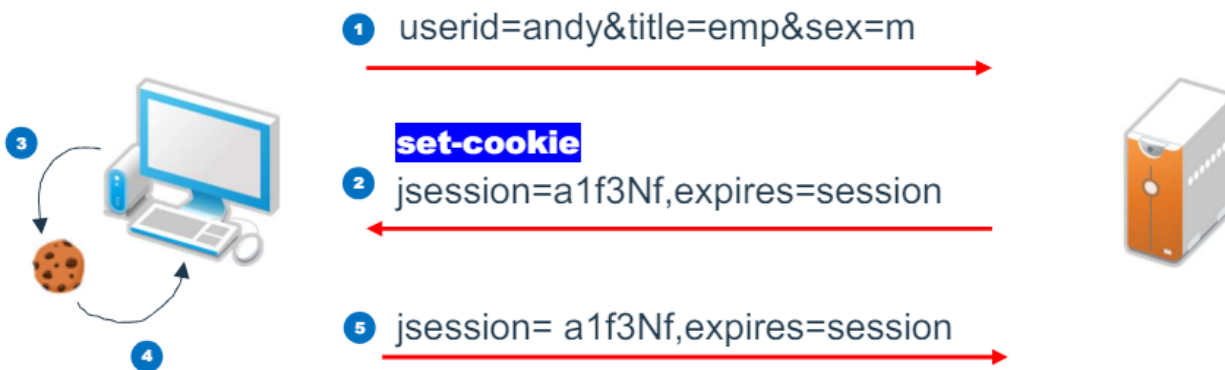 1 userid=andy&title=emp&sex=m
set-cookie
3
2 jsession=a1f3Nf,expires=session
5 jsession= a1f3Nf,expires=session
4